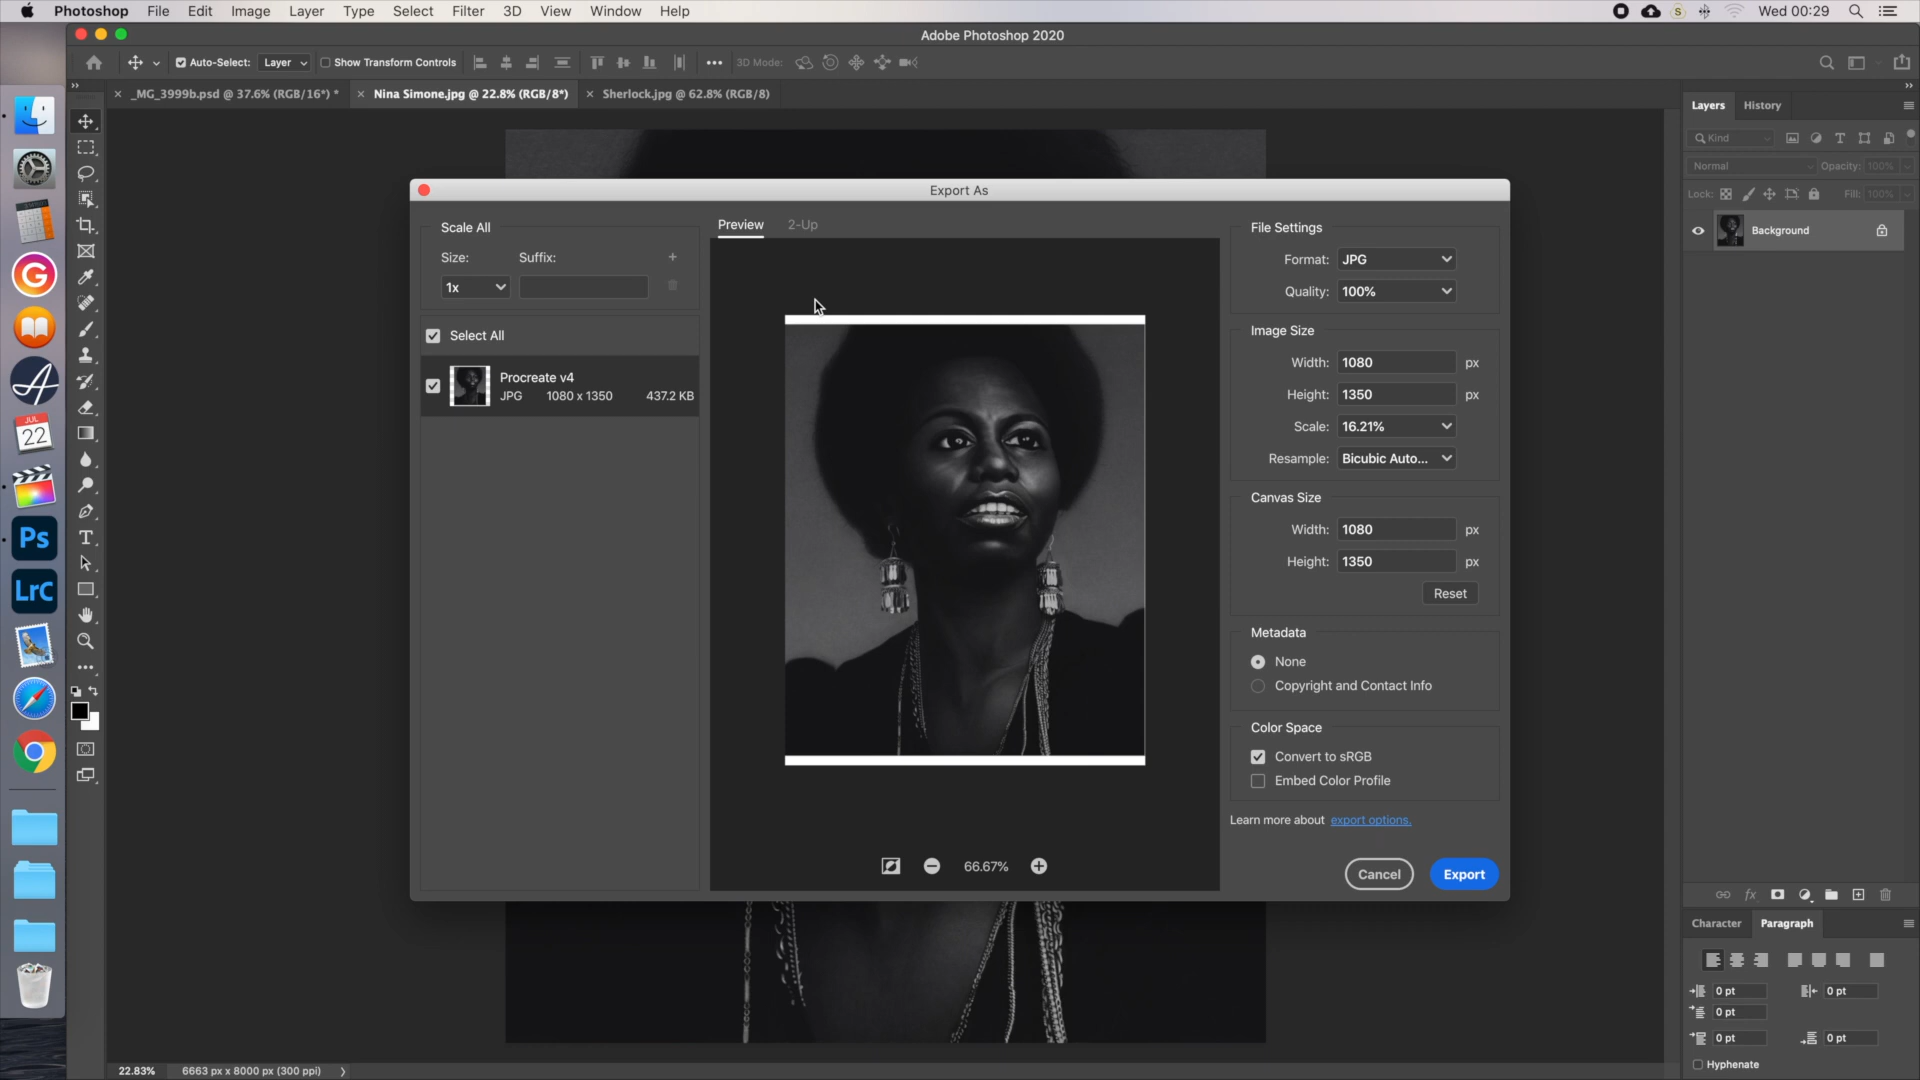 Photoshop File Edit Image Layer Type Select Filter 3D View Window Help
S Wed 00:29
Adobe Photoshop 2020
Auto-Select: Layer Show Transform Controls 3D Mode:
_MG_3999b.psd @ 37.6% (RGB/16*) * Nina Simone.jpg @ 22.8% (RGB/8*) Sherlock.jpg @ 62.8% (RGB/8)
Layers History
Kind
Normal Opacity: 100%
Lock: Fill: 100%
Background
Export As
Scale All
Size: Suffix:
1x
Select All
Procreate v4
JPG 1080 x 1350 437.2 KB
Preview 2-Up
66.67%
File Settings
Format: JPG
Quality: 100%
Image Size
Width: 1080 px
Height: 1350 px
Scale: 16.21%
Resample: Bicubic Auto...
Canvas Size
Width: 1080 px
Height: 1350 px
Reset
Metadata
None
Copyright and Contact Info
Color Space
Convert to sRGB
Embed Color Profile
Learn more about export options.
Cancel Export
JUL
22
Ps
LrC
Character Paragraph
0 pt 0 pt
0 pt
0 pt 0 pt
Hyphenate
22.83% 6663 px x 8000 px (300 ppi)